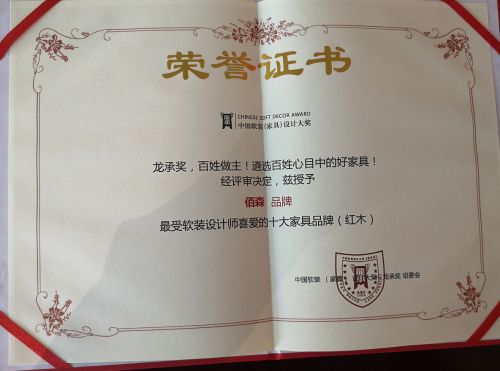 荣誉证书
CHINESE SOFT DECOR AWARD
中国软装(家具)设计大奖
龙承奖，百姓做主！遴选百姓心目中的好家具！
经评审决定，兹授予
佰森 品牌
最受软装设计师喜爱的十大家具品牌（红木）
中国软装 （家 大奖 龙承奖 组委会